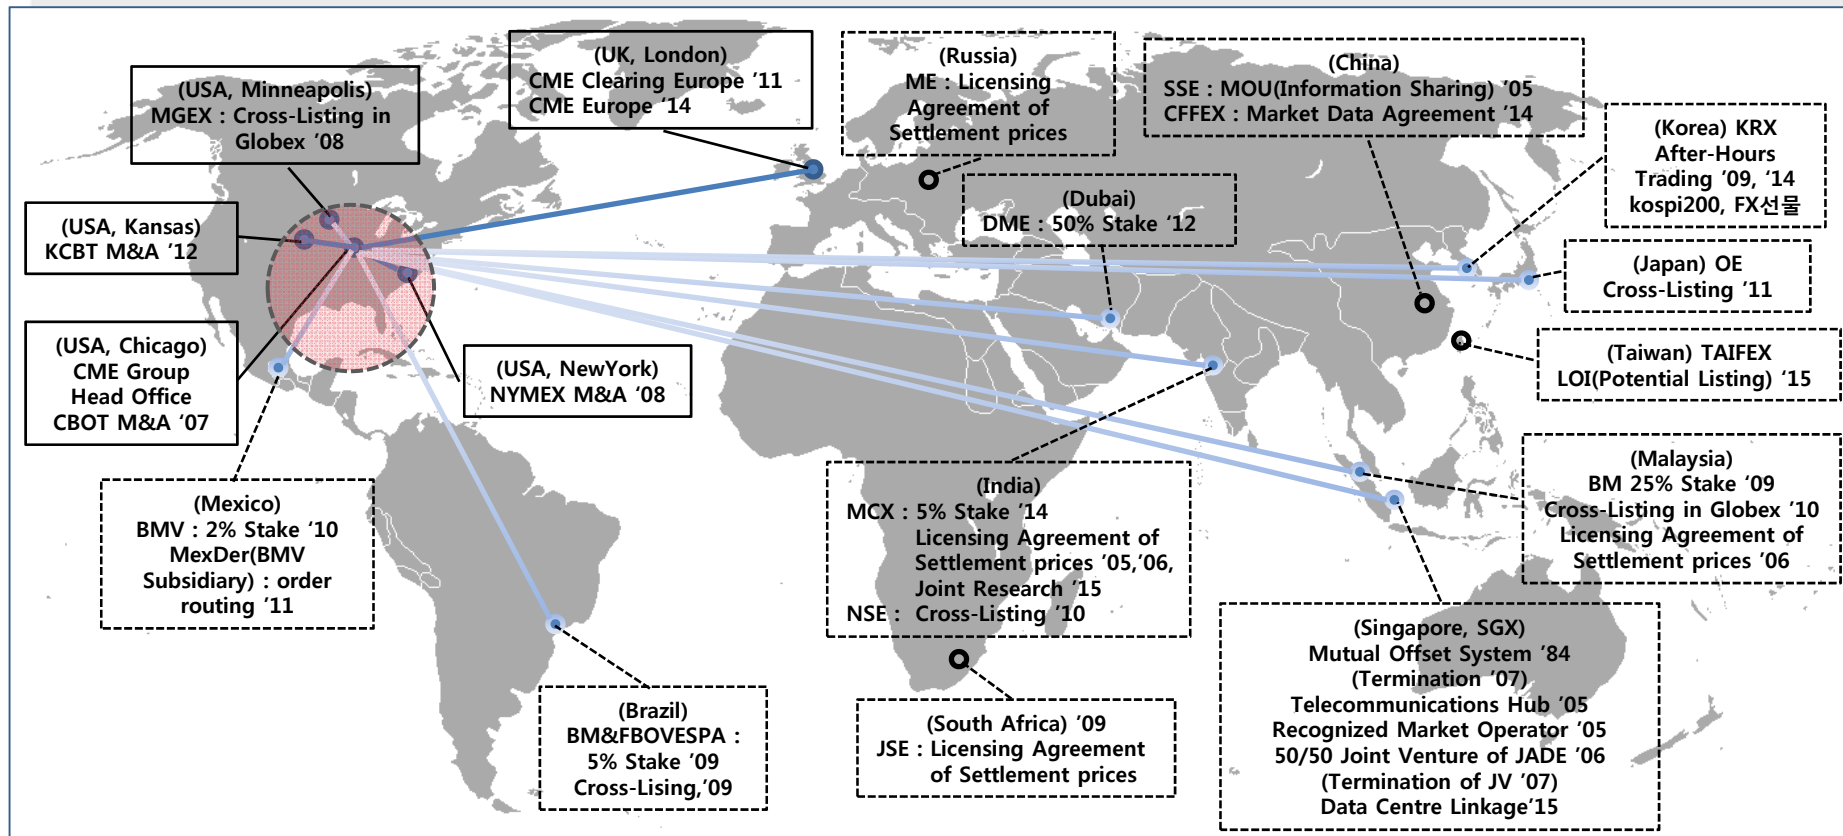 (UK, London)
CME Clearing Europe '11
CME Europe '14
(Russia)
ME : Licensing
Agreement of
Settlement prices
(China)
SSE : MOU(Information Sharing) '05
CFFEX : Market Data Agreement '14
(USA, Minneapolis)
MGEX : Cross-Listing in
Globex '08
(Korea) KRX
After-Hours
Trading '09, '14
kospi200, FX선물
(Dubai)
DME : 50% Stake '12
(USA, Kansas)
KCBT M&A '12
(Japan) OE
Cross-Listing '11
(USA, Chicago)
CME Group
Head Office
CBOT M&A '07
(USA, NewYork)
NYMEX M&A '08
(Taiwan) TAIFEX
LOI(Potential Listing) '15
(Mexico)
BMV : 2% Stake '10
MexDer(BMV
Subsidiary) : order
routing '11
(India)
MCX : 5% Stake '14
Licensing Agreement of
Settlement prices '05,'06,
Joint Research '15
NSE : Cross-Listing '10
(Malaysia)
BM 25% Stake '09
Cross-Listing in Globex '10
Licensing Agreement of
Settlement prices '06
(Brazil)
BM&FBOVESPA :
5% Stake '09
Cross-Lising,'09
(South Africa) '09
JSE : Licensing Agreement
of Settlement prices
(Singapore, SGX)
Mutual Offset System '84
(Termination '07)
Telecommunications Hub '05
Recognized Market Operator '05
50/50 Joint Venture of JADE '06
(Termination of JV '07)
Data Centre Linkage'15